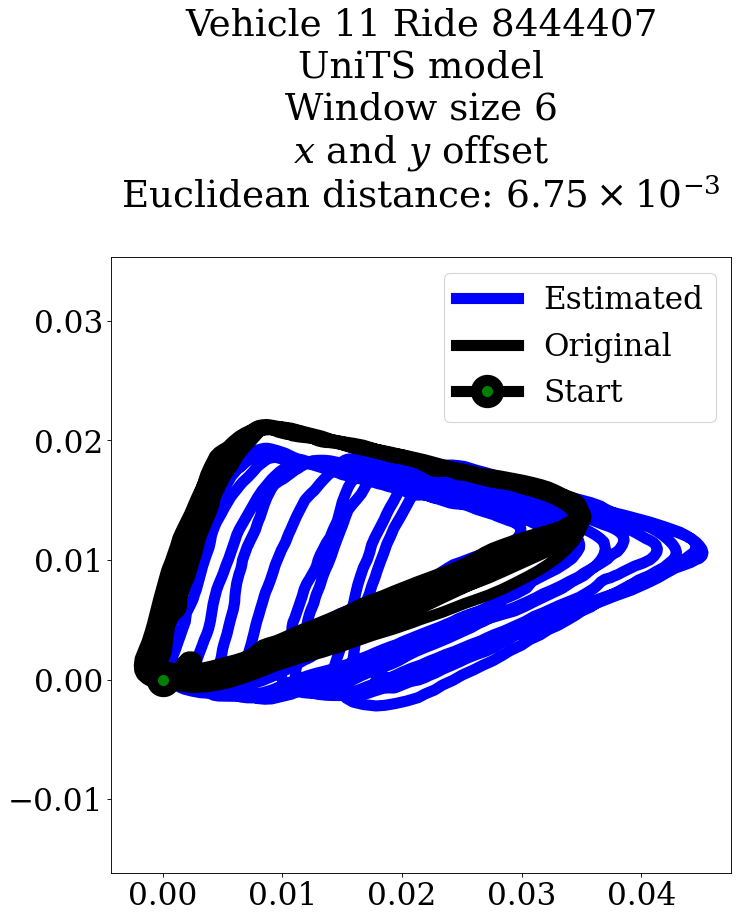 Vehicle 11 Ride 8444407
UniTS model
Window size 6
x and y offset
Euclidean distance: 6.75 × 10⁻³
Estimated
Original
Start
0.03
0.02
0.01
0.00
−0.01
0.00 0.01 0.02 0.03 0.04